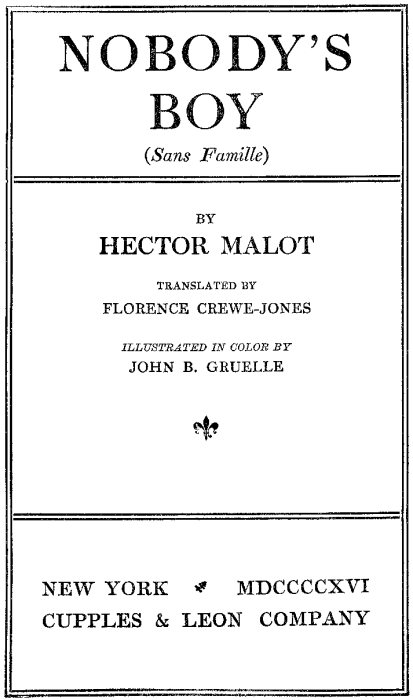 NOBODY'S
BOY
(Sans Famille)
BY
HECTOR MALOT
TRANSLATED BY
FLORENCE CREWE-JONES
ILLUSTRATED IN COLOR BY
JOHN B. GRUELLE
NEW YORK MDCCCCXVI
CUPPLES & LEON COMPANY